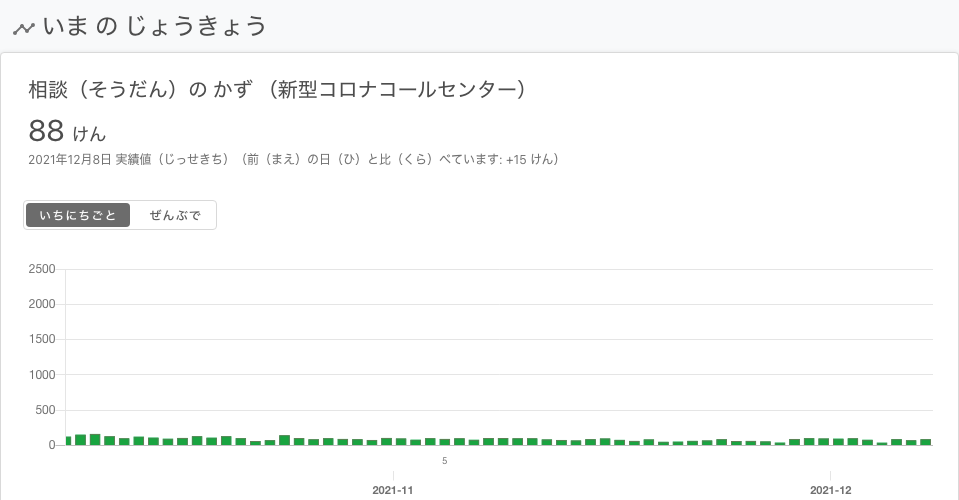 いま の じょうきょう
相談（そうだん）の かず （新型コロナコールセンター）
88 けん
2021年12月8日 実績値（じっせきち）（前（まえ）の日（ひ）と比（くら）べています: +15 けん）
いちにちごと ぜんぶで
2500
2000
1500
1000
500
0
5
2021-11 2021-12